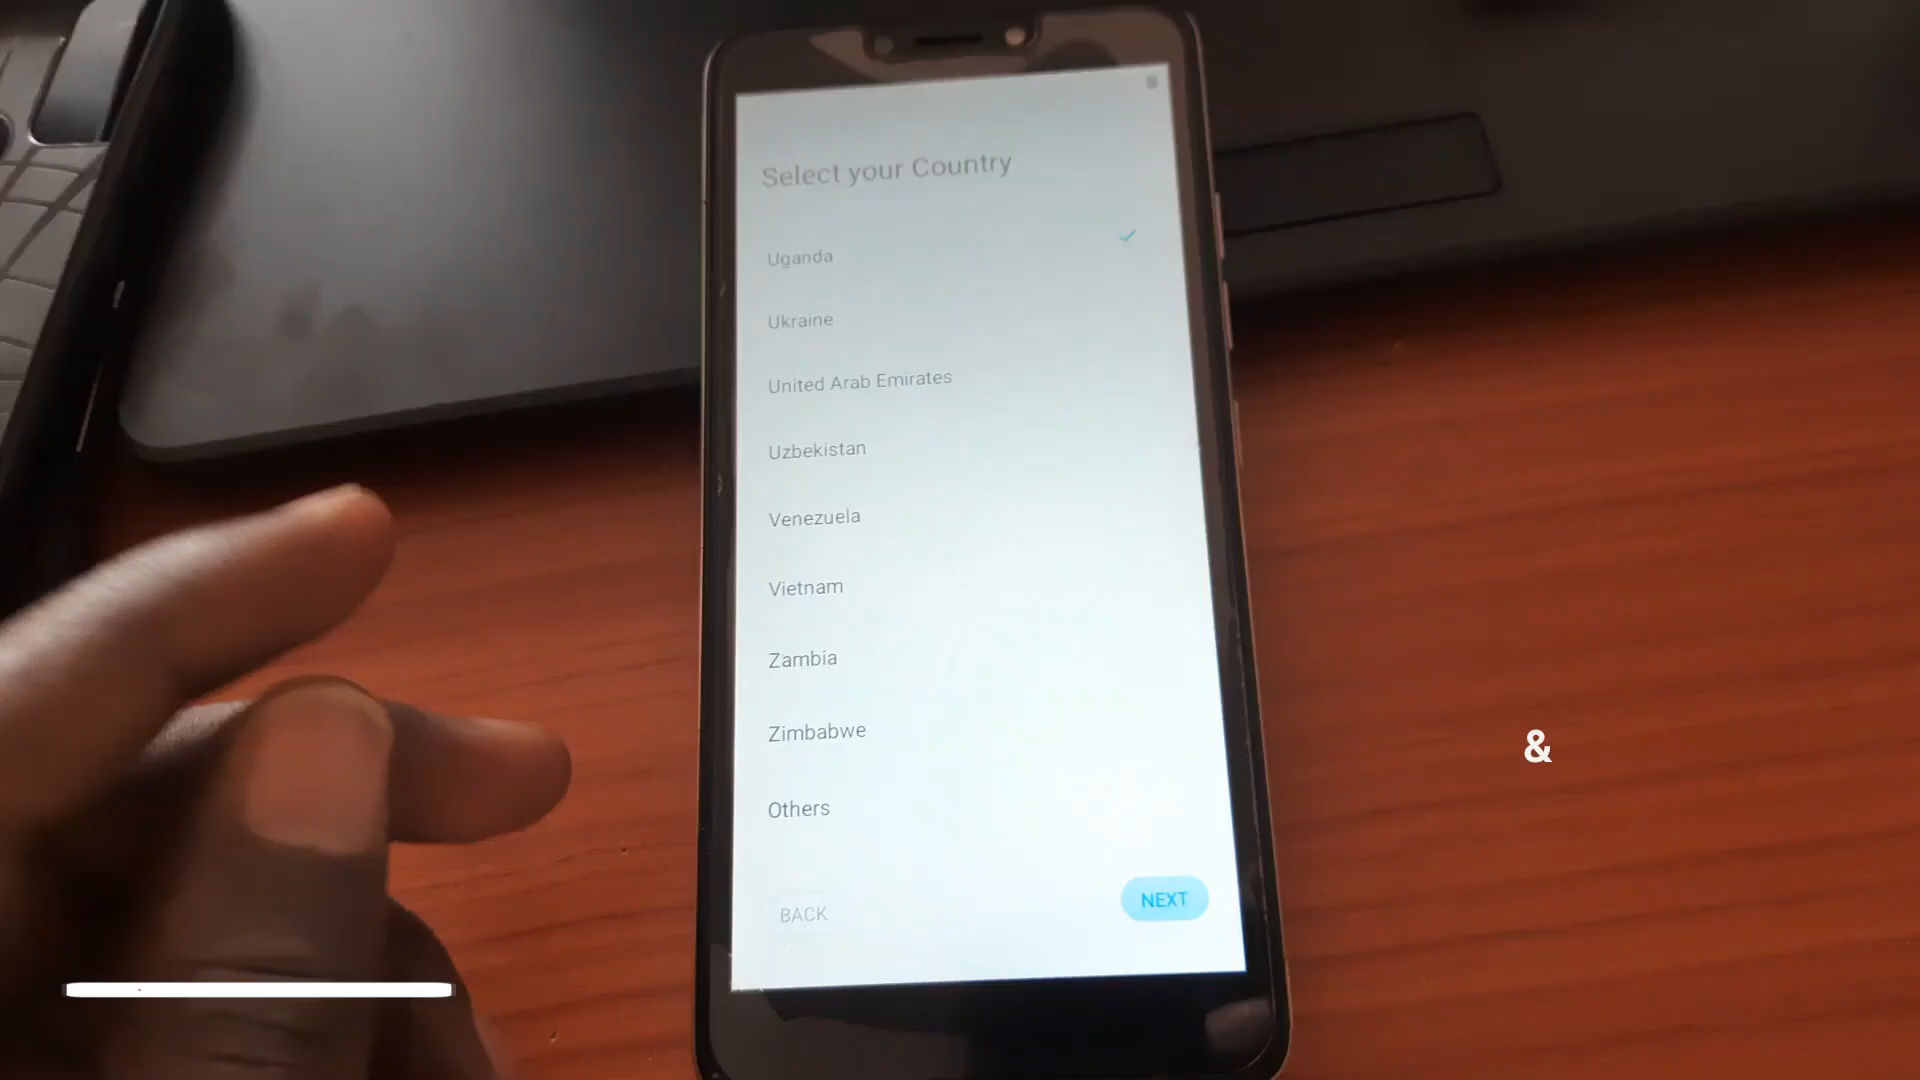 Select your Country
Uganda
Ukraine
United Arab Emirates
Uzbekistan
Venezuela
Vietnam
Zambia
Zimbabwe
Others
BACK
NEXT
&